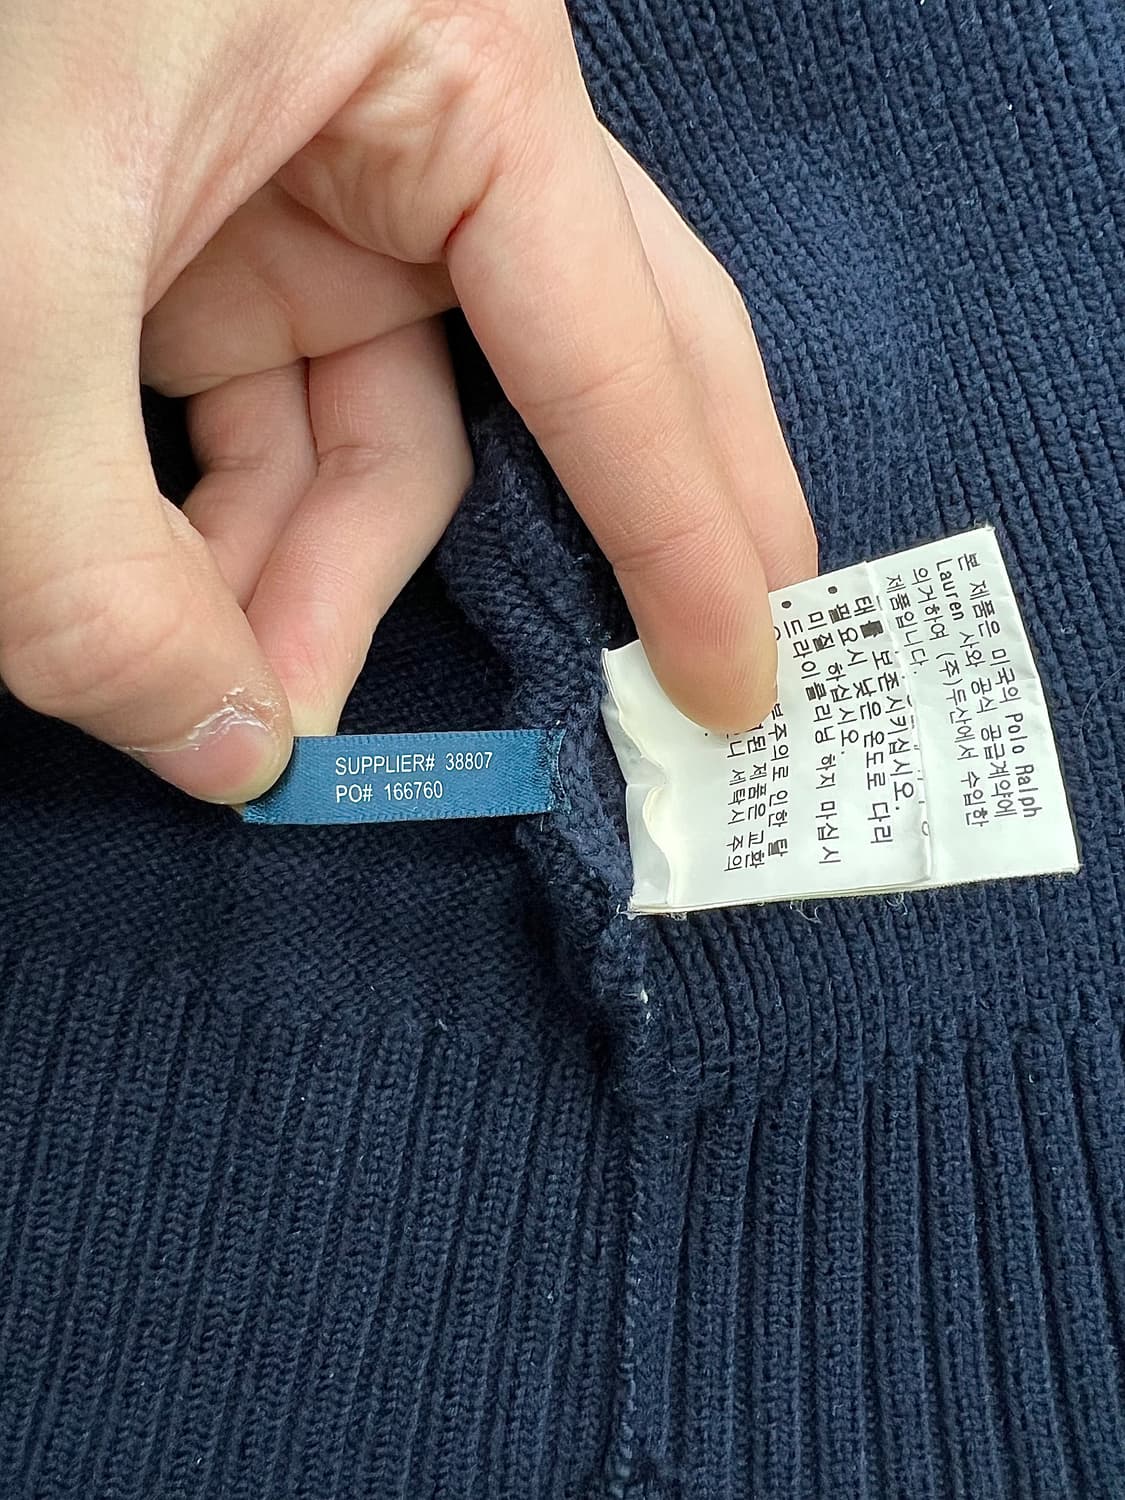 SUPPLIER# 38807
PO# 166760
본 제품은 미국의 Polo Ralph
Lauren 사와의 공식 공급계약에
의거하여 (주)두산에서 수입한
제품입니다.
태를 보존시키십시오.
• 필요시 낮은 온도로 다려
미 하십시오.
• 드라이클리닝 하지 마십시
부주의로 인한 탈
된 제품은 교환
니 세탁시 주의